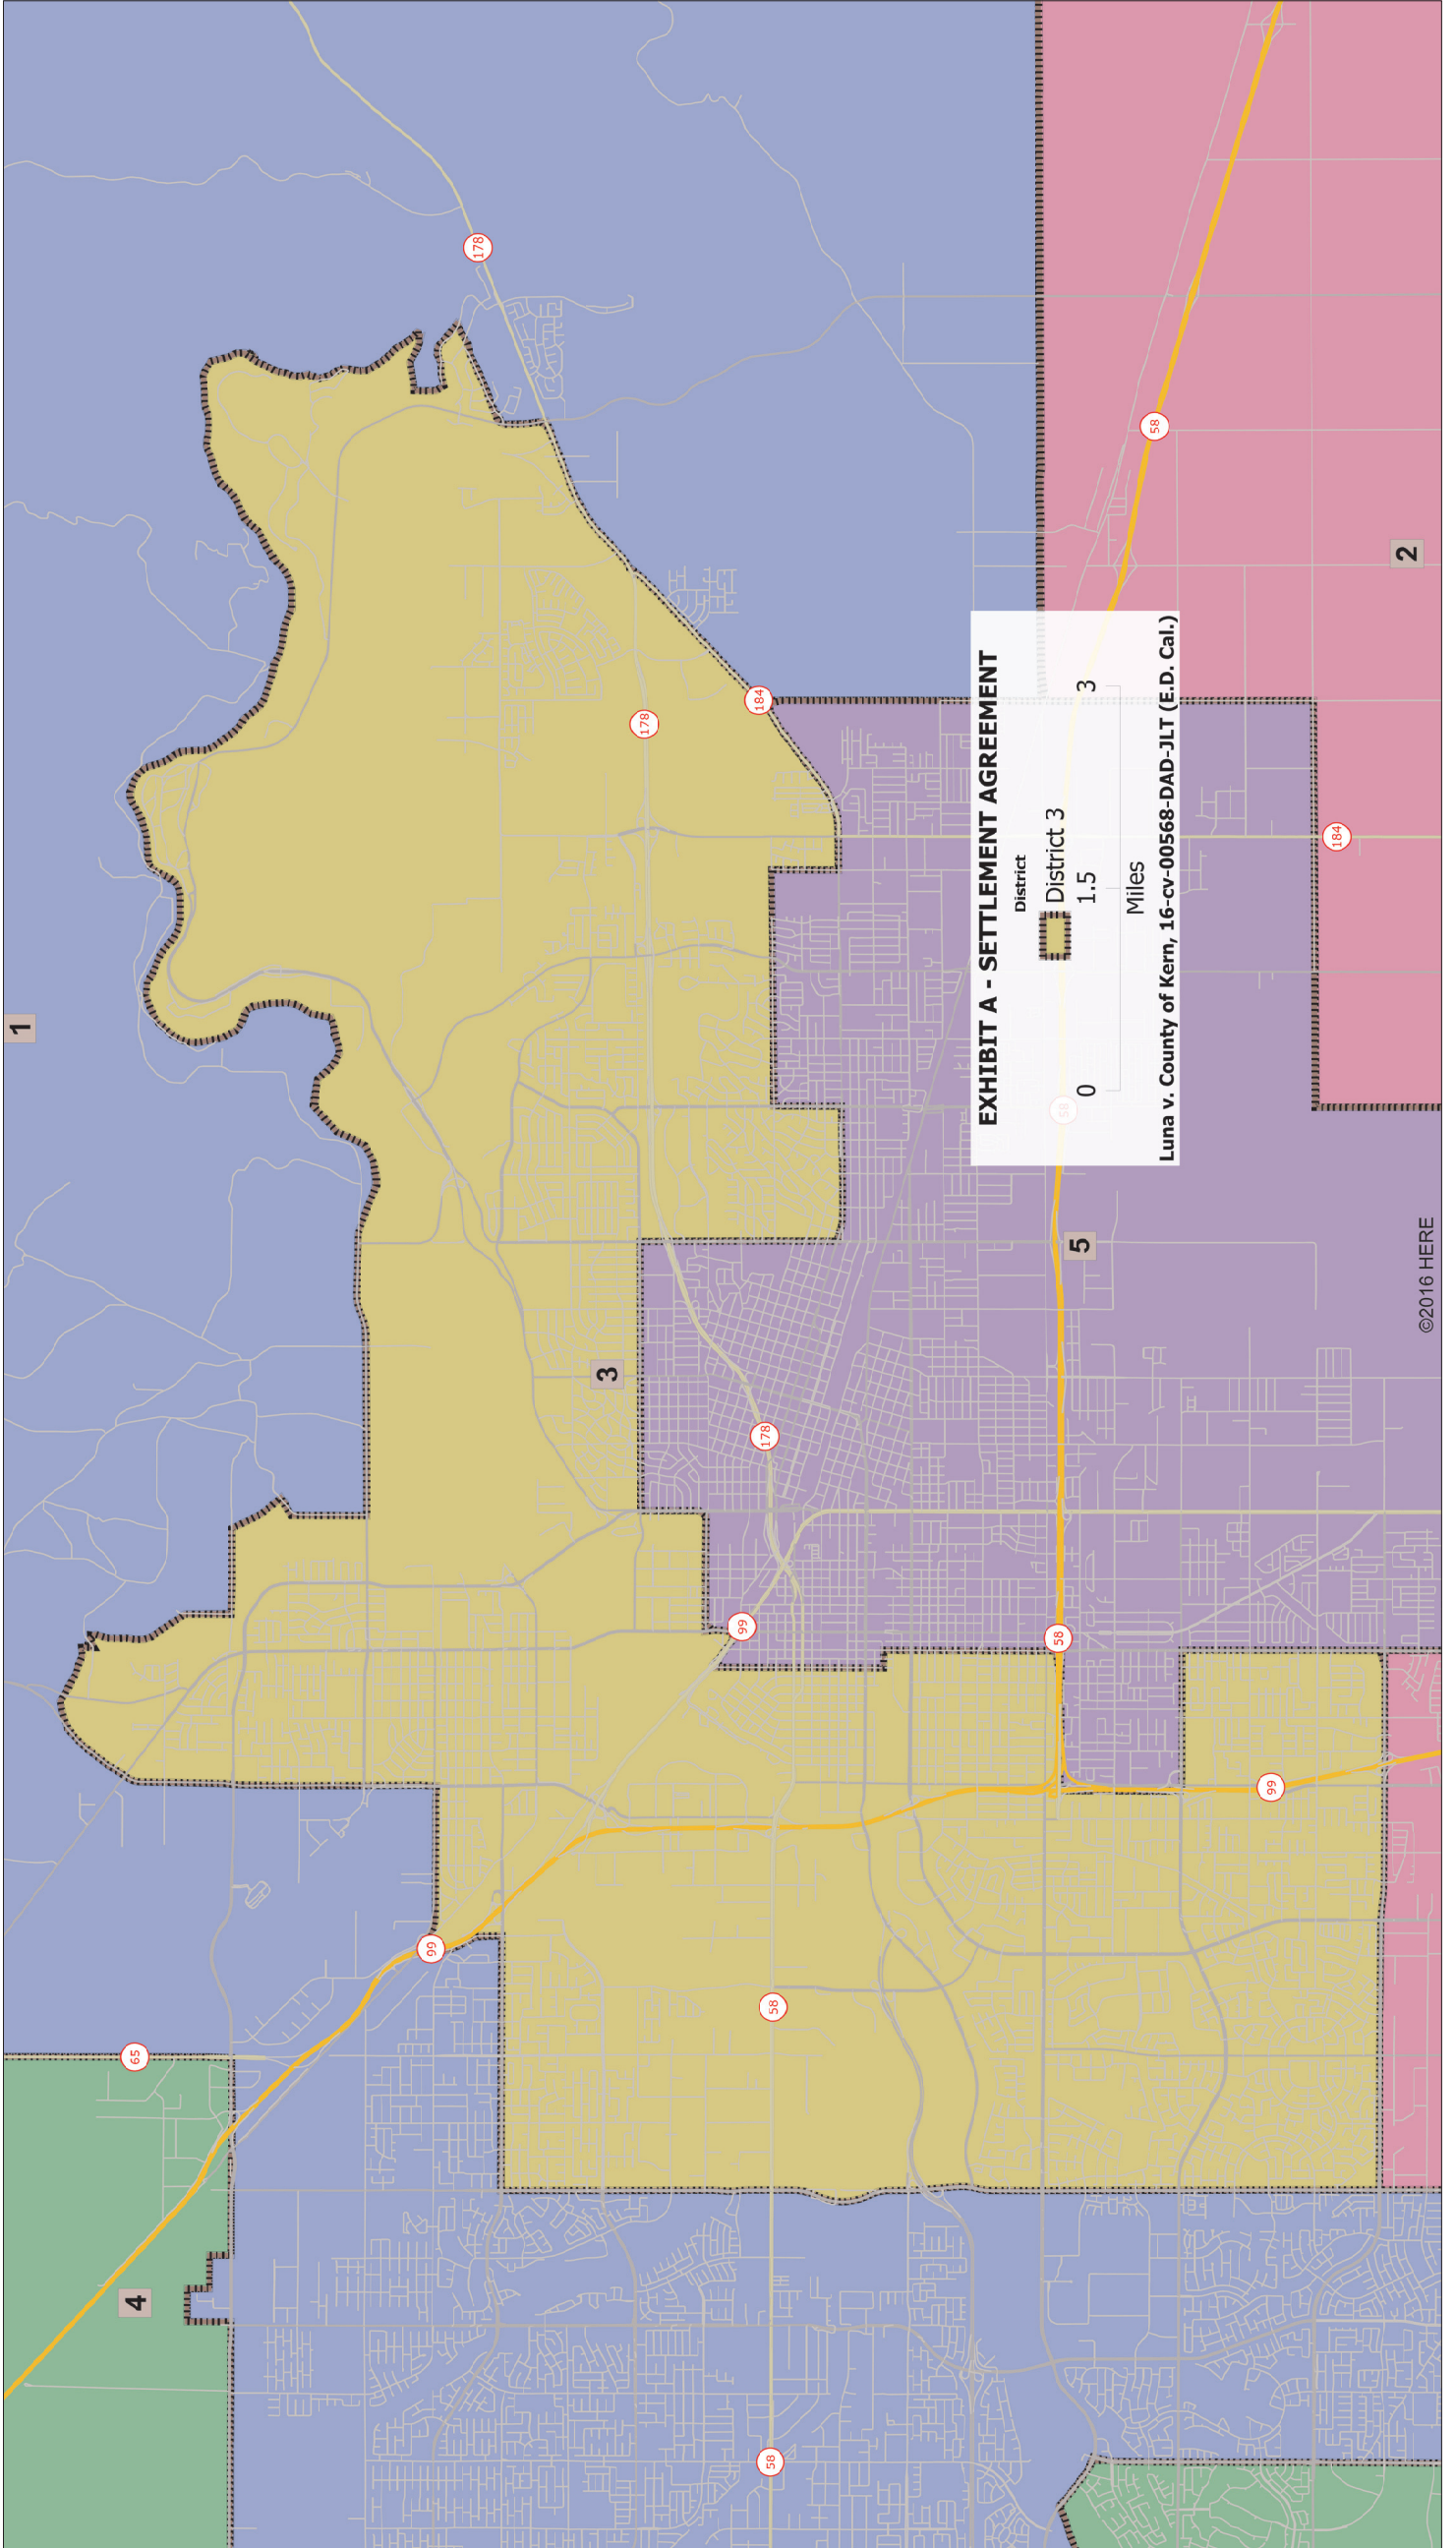 1
178
178
184
58
2
3
178
99
5
58
184
99
58
99
65
4
58
58
EXHIBIT A - SETTLEMENT AGREEMENT
District
District 3
0 1.5 3
Miles
Luna v. County of Kern, 16-cv-00568-DAD-JLT (E.D. Cal.)
58
©2016 HERE